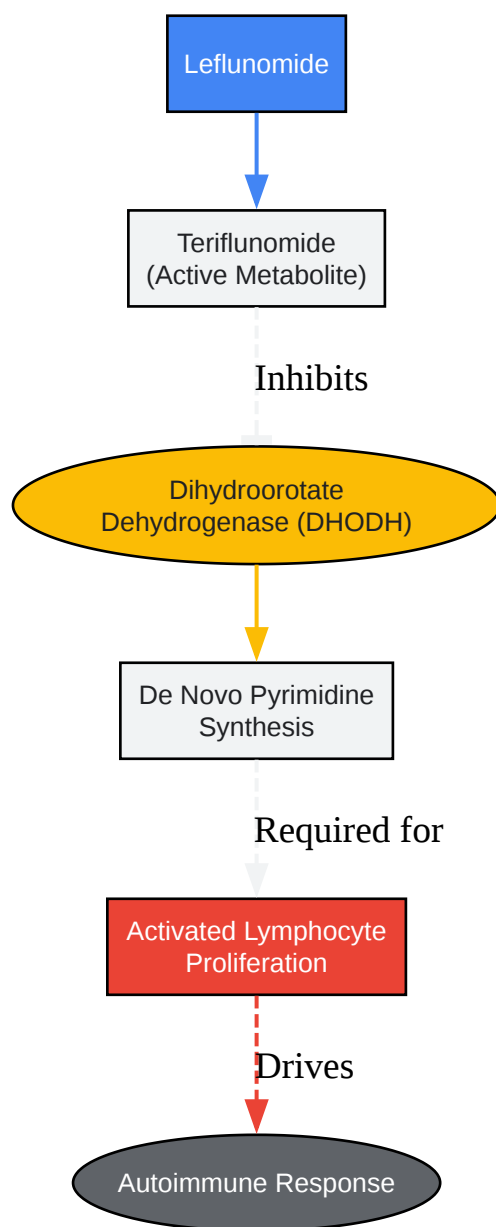 Leflunomide
Teriflunomide
(Active Metabolite)
Inhibits
Dihydroorotate
Dehydrogenase (DHODH)
De Novo Pyrimidine
Synthesis
Required for
Activated Lymphocyte
Proliferation
Drives
Autoimmune Response